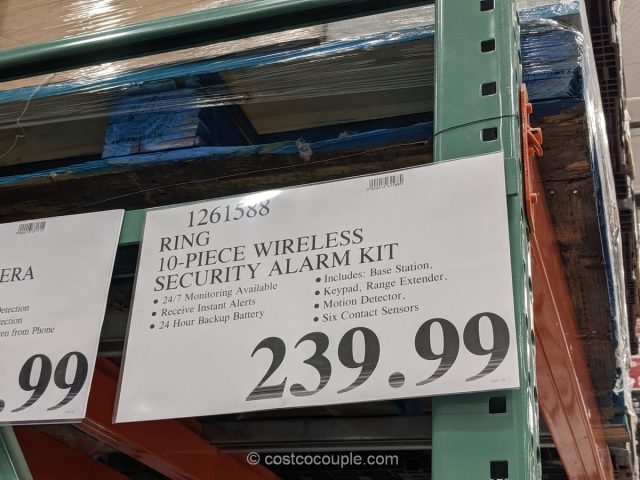 ERA
etection
tection
en from Phone
.99
1261588
RING
10-PIECE WIRELESS
SECURITY ALARM KIT
• 24/7 Monitoring Available
• Receive Instant Alerts
• 24 Hour Backup Battery
• Includes: Base Station,
• Keypad, Range Extender,
• Motion Detector,
• Six Contact Sensors
239.99
© costcocouple.com